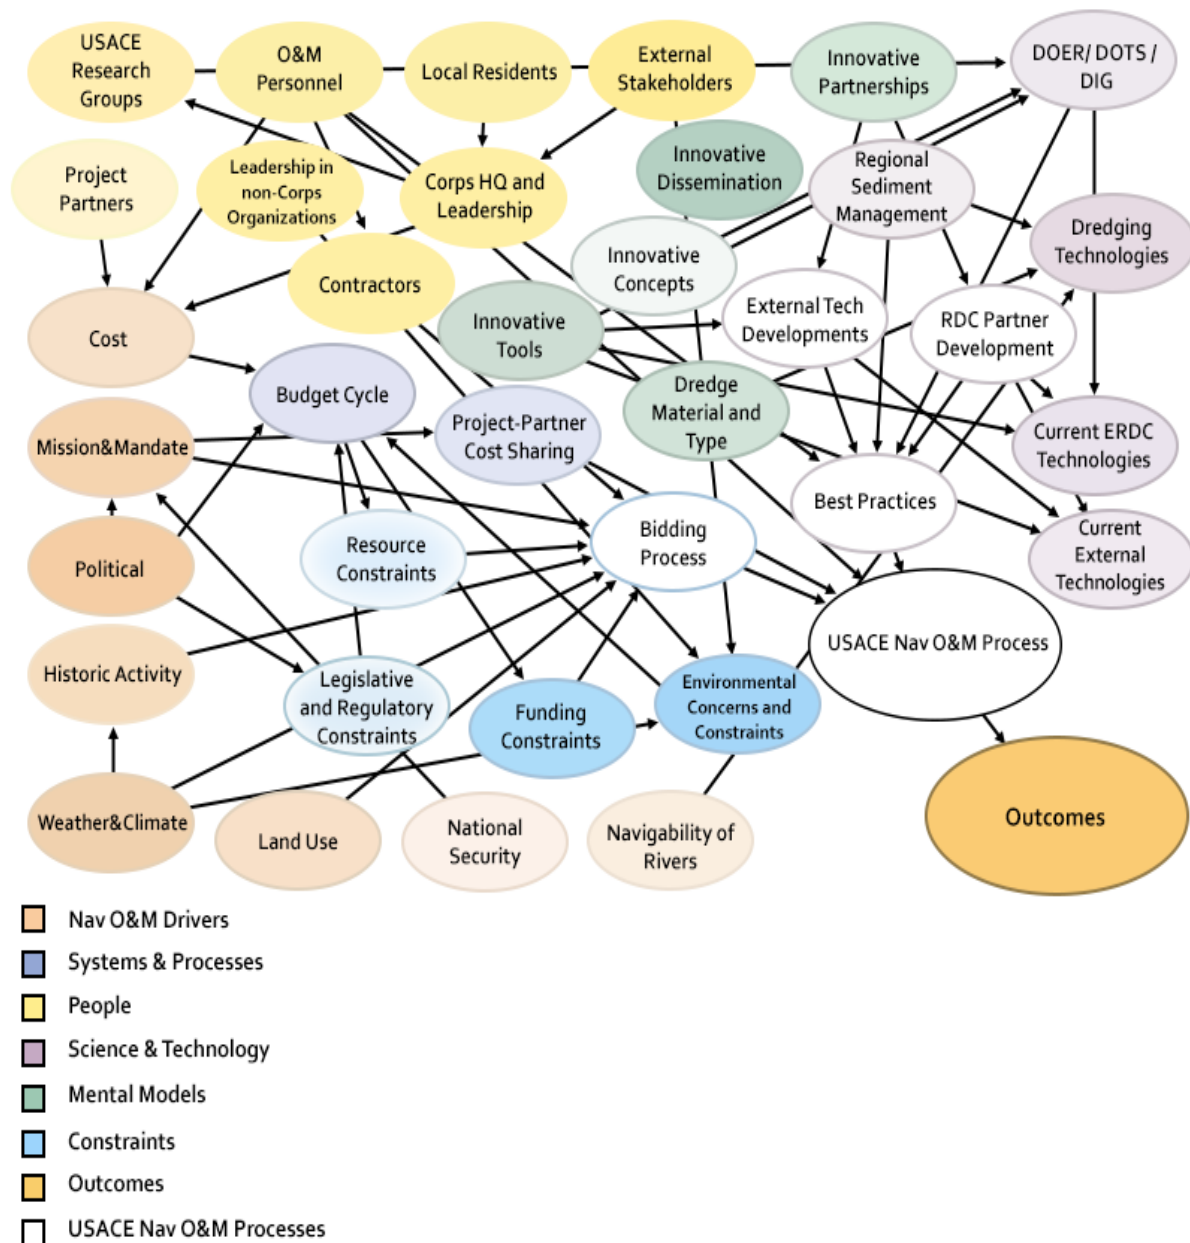 USACE
Research
Groups
O&M
Personnel
Local Residents
External
Stakeholders
Innovative
Partnerships
DOER/ DOTS /
DIG
Project
Partners
Leadership in
non-Corps
Organizations
Corps HQ and
Leadership
Innovative
Dissemination
Regional
Sediment
Management
Dredging
Technologies
Contractors
Innovative
Concepts
Cost
Innovative
Tools
External Tech
Developments
RDC Partner
Development
Budget Cycle
Project-Partner
Cost Sharing
Dredge
Material and
Type
Current ERDC
Technologies
Mission&Mandate
Best Practices
Political
Resource
Constraints
Bidding
Process
Current
External
Technologies
Historic Activity
Legislative
and Regulatory
Constraints
Funding
Constraints
Environmental
Concerns and
Constraints
USACE Nav O&M Process
Weather&Climate
Land Use
National
Security
Navigability of
Rivers
Outcomes
Nav O&M Drivers
Systems & Processes
People
Science & Technology
Mental Models
Constraints
Outcomes
USACE Nav O&M Processes